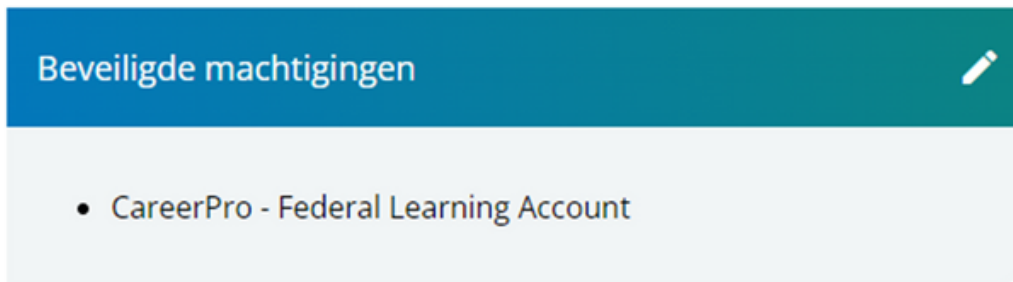 Beveiligde machtigingen
• CareerPro - Federal Learning Account